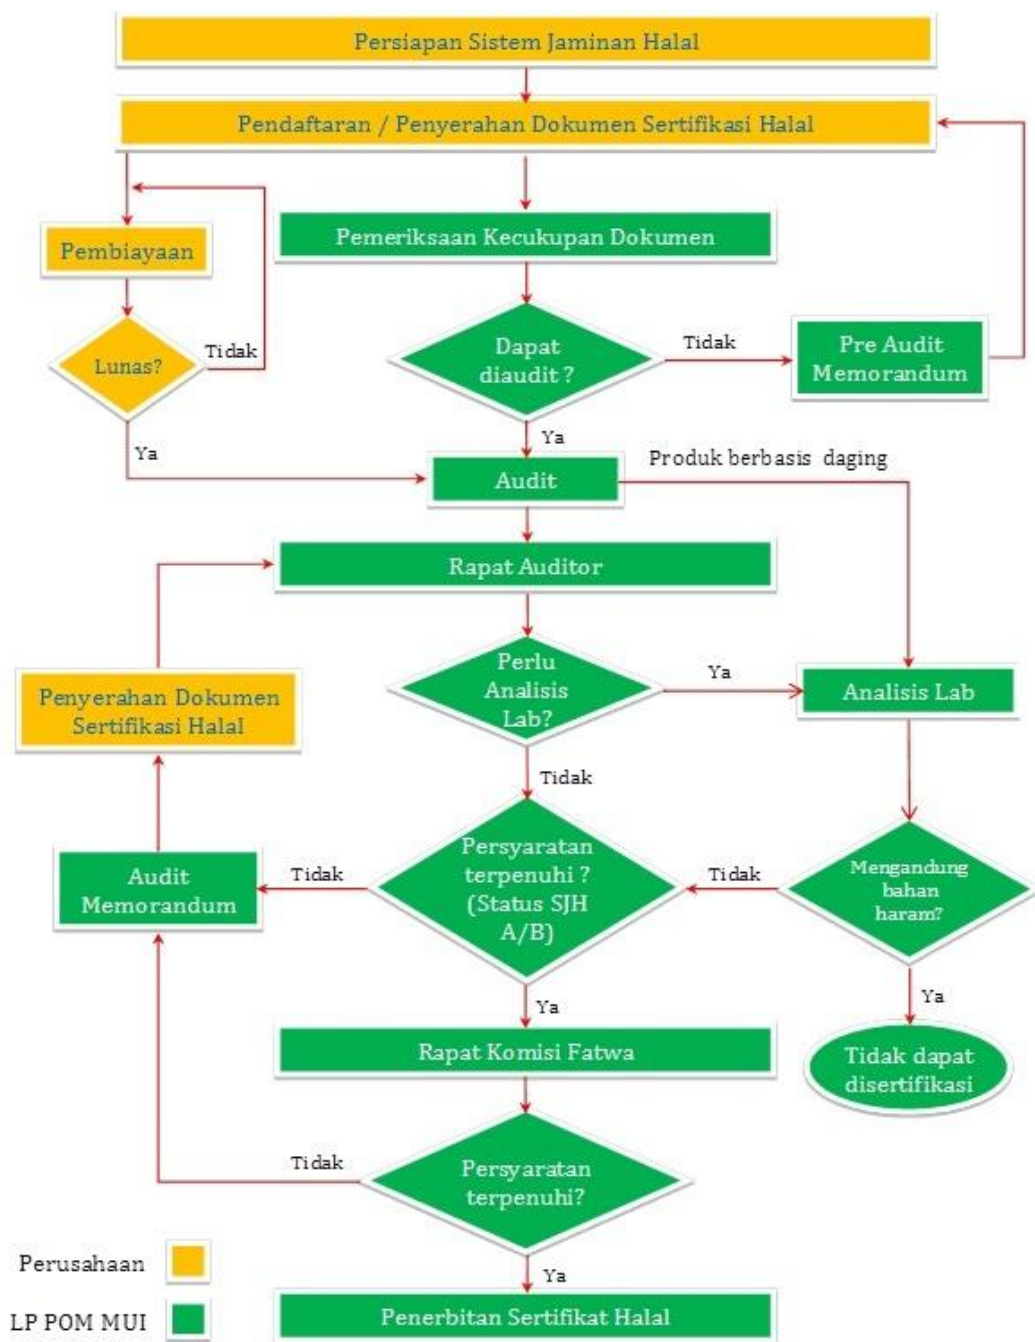 Persiapan Sistem Jaminan Halal
Pendaftaran / Penyerahan Dokumen Sertifikasi Halal
Pembiayaan
Pemeriksaan Kecukupan Dokumen
Lunas?
Tidak
Dapat
diaudit ?
Tidak
Pre Audit
Memorandum
Ya
Ya
Audit
Produk berbasis daging
Rapat Auditor
Perlu
Analisis
Lab?
Ya
Analisis Lab
Penyerahan Dokumen
Sertifikasi Halal
Tidak
Persyaratan
terpenuhi ?
(Status SJH
A/B)
Tidak
Audit
Memorandum
Tidak
Mengandung
bahan
haram?
Ya
Ya
Rapat Komisi Fatwa
Tidak dapat
disertifikasi
Tidak
Persyaratan
terpenuhi?
Perusahaan
Ya
LP POM MUI
Penerbitan Sertifikat Halal